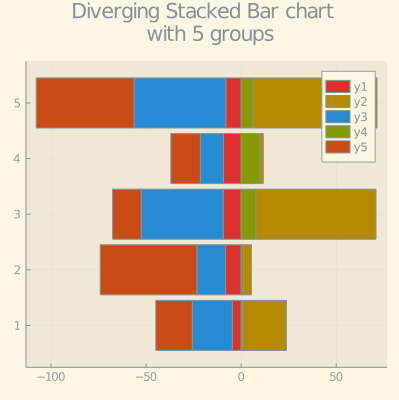 Diverging Stacked Bar chart
with 5 groups
y1
y2
y3
y4
y5
5
4
3
2
1
−100 −50 0 50